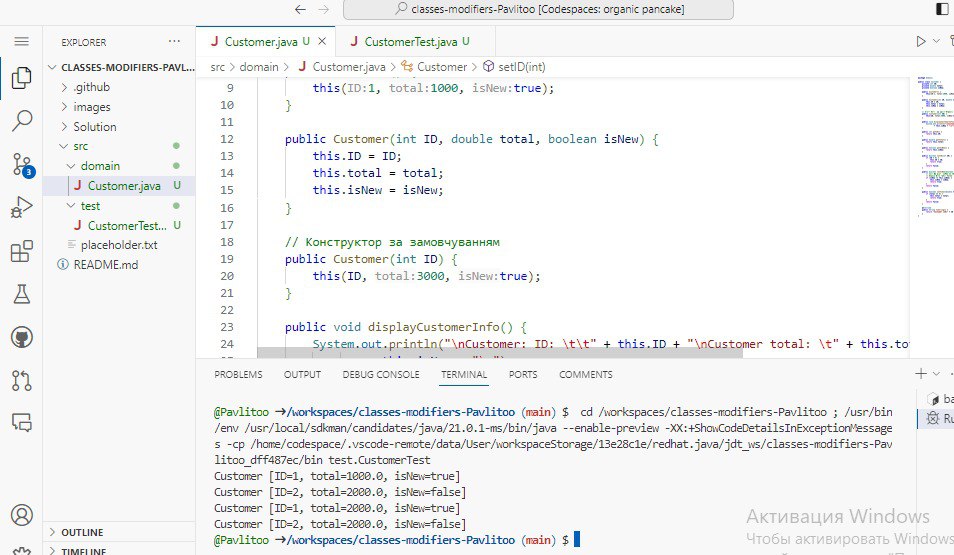 classes-modifiers-Pavlitoo [Codespaces: organic pancake]
EXPLORER
CLASSES-MODIFIERS-PAVL...
.github
images
Solution
src
domain
J Customer.java U
test
J CustomerTest... U
placeholder.txt
README.md
OUTLINE
TIMELINE
3
J Customer.java U ×
J CustomerTest.java U
src > domain > J Customer.java > Customer > setID(int)
9 this(ID:1, total:1000, isNew:true);
10 }
11
12 public Customer(int ID, double total, boolean isNew) {
13 this.ID = ID;
14 this.total = total;
15 this.isNew = isNew;
16 }
17
18 // Конструктор за замовчуванням
19 public Customer(int ID) {
20 this(ID, total:3000, isNew:true);
21 }
22
23 public void displayCustomerInfo() {
24 System.out.println("\nCustomer: ID: \t\t" + this.ID + "\nCustomer total: \t" + this.to
PROBLEMS OUTPUT DEBUG CONSOLE TERMINAL PORTS COMMENTS
@Pavlitoo →/workspaces/classes-modifiers-Pavlitoo (main) $ cd /workspaces/classes-modifiers-Pavlitoo ; /usr/bin
/env /usr/local/sdkman/candidates/java/21.0.1-ms/bin/java --enable-preview -XX:+ShowCodeDetailsInExceptionMessage
s -cp /home/codespace/.vscode-remote/data/User/workspaceStorage/13e28c1e/redhat.java/jdt_ws/classes-modifiers-Pav
litoo_dff487ec/bin test.CustomerTest
Customer [ID=1, total=1000.0, isNew=true]
Customer [ID=2, total=2000.0, isNew=false]
Customer [ID=1, total=2000.0, isNew=true]
Customer [ID=2, total=2000.0, isNew=false]
@Pavlitoo →/workspaces/classes-modifiers-Pavlitoo (main) $
ba
Ru
Активация Windows
Чтобы активировать Windows